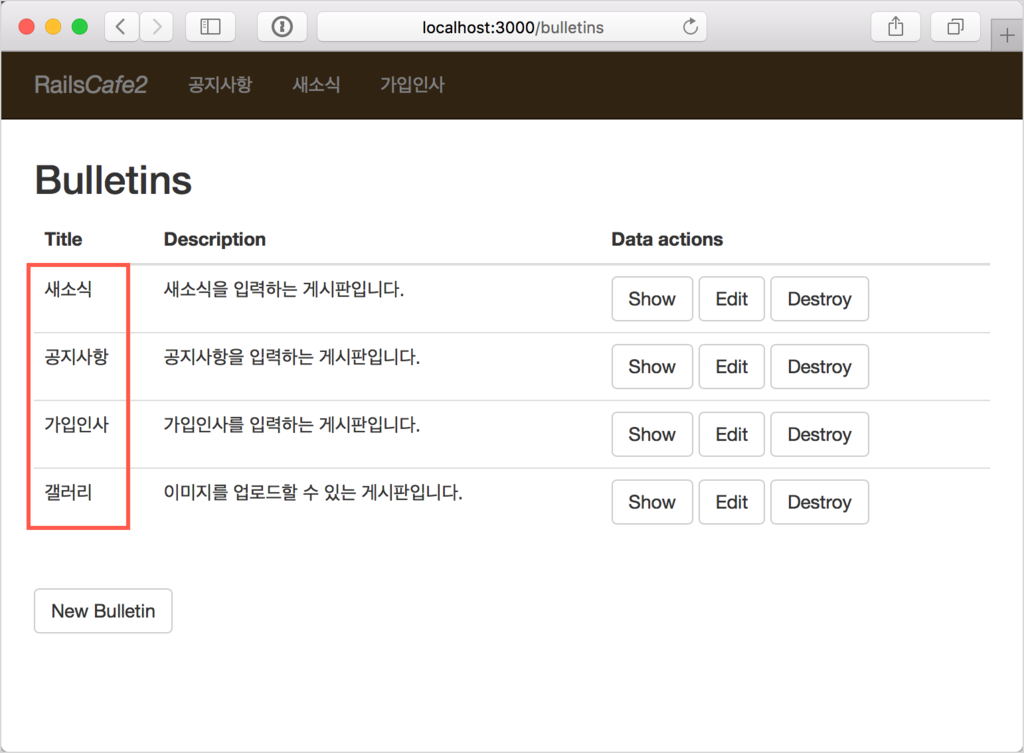 localhost:3000/bulletins
RailsCafe2 공지사항 새소식 가입인사
Bulletins
Title Description Data actions
새소식 새소식을 입력하는 게시판입니다. Show Edit Destroy
공지사항 공지사항을 입력하는 게시판입니다. Show Edit Destroy
가입인사 가입인사를 입력하는 게시판입니다. Show Edit Destroy
갤러리 이미지를 업로드할 수 있는 게시판입니다. Show Edit Destroy
New Bulletin